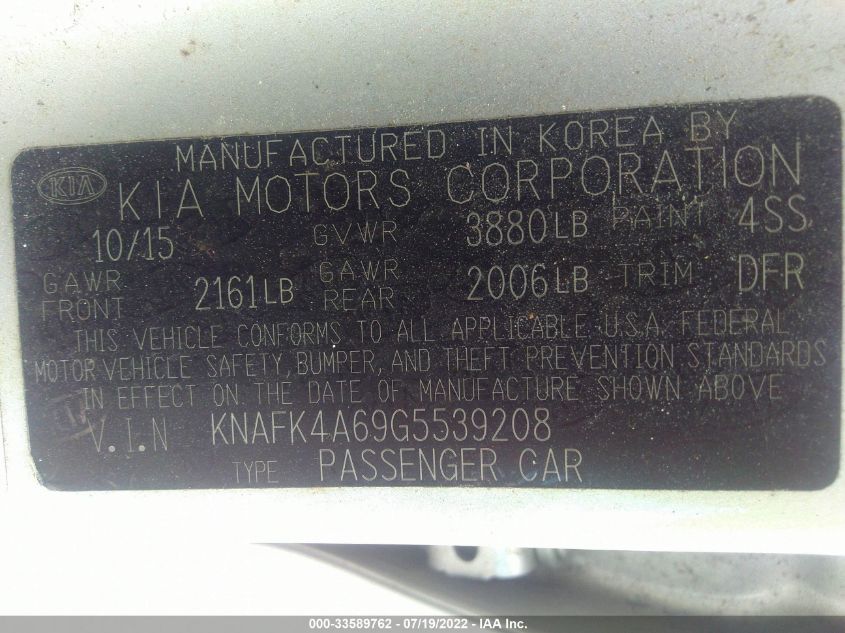 MANUFACTURED IN KOREA BY
KIA KIA MOTORS CORPORATION
10/15 GVWR 3880LB PAINT 4SS
GAWR FRONT 2161LB GAWR REAR 2006LB TRIM DFR
THIS VEHICLE CONFORMS TO ALL APPLICABLE U.S.A. FEDERAL
MOTOR VEHICLE SAFETY, BUMPER, AND THEFT PREVENTION STANDARDS
IN EFFECT ON THE DATE OF MANUFACTURE SHOWN ABOVE
V.I.N KNAFK4A69G5539208
TYPE PASSENGER CAR
000-33589762 - 07/19/2022 - IAA Inc.